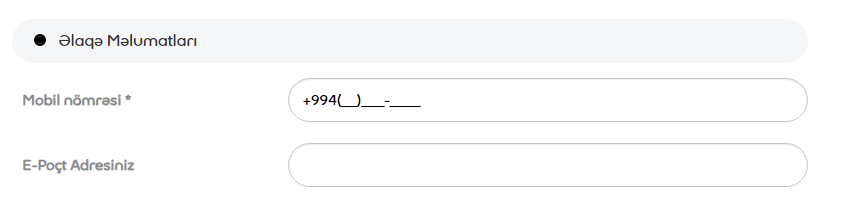 Əlaqə Məlumatları
Mobil nömrəsi *
+994(__)___-____
E-Poçt Adresiniz